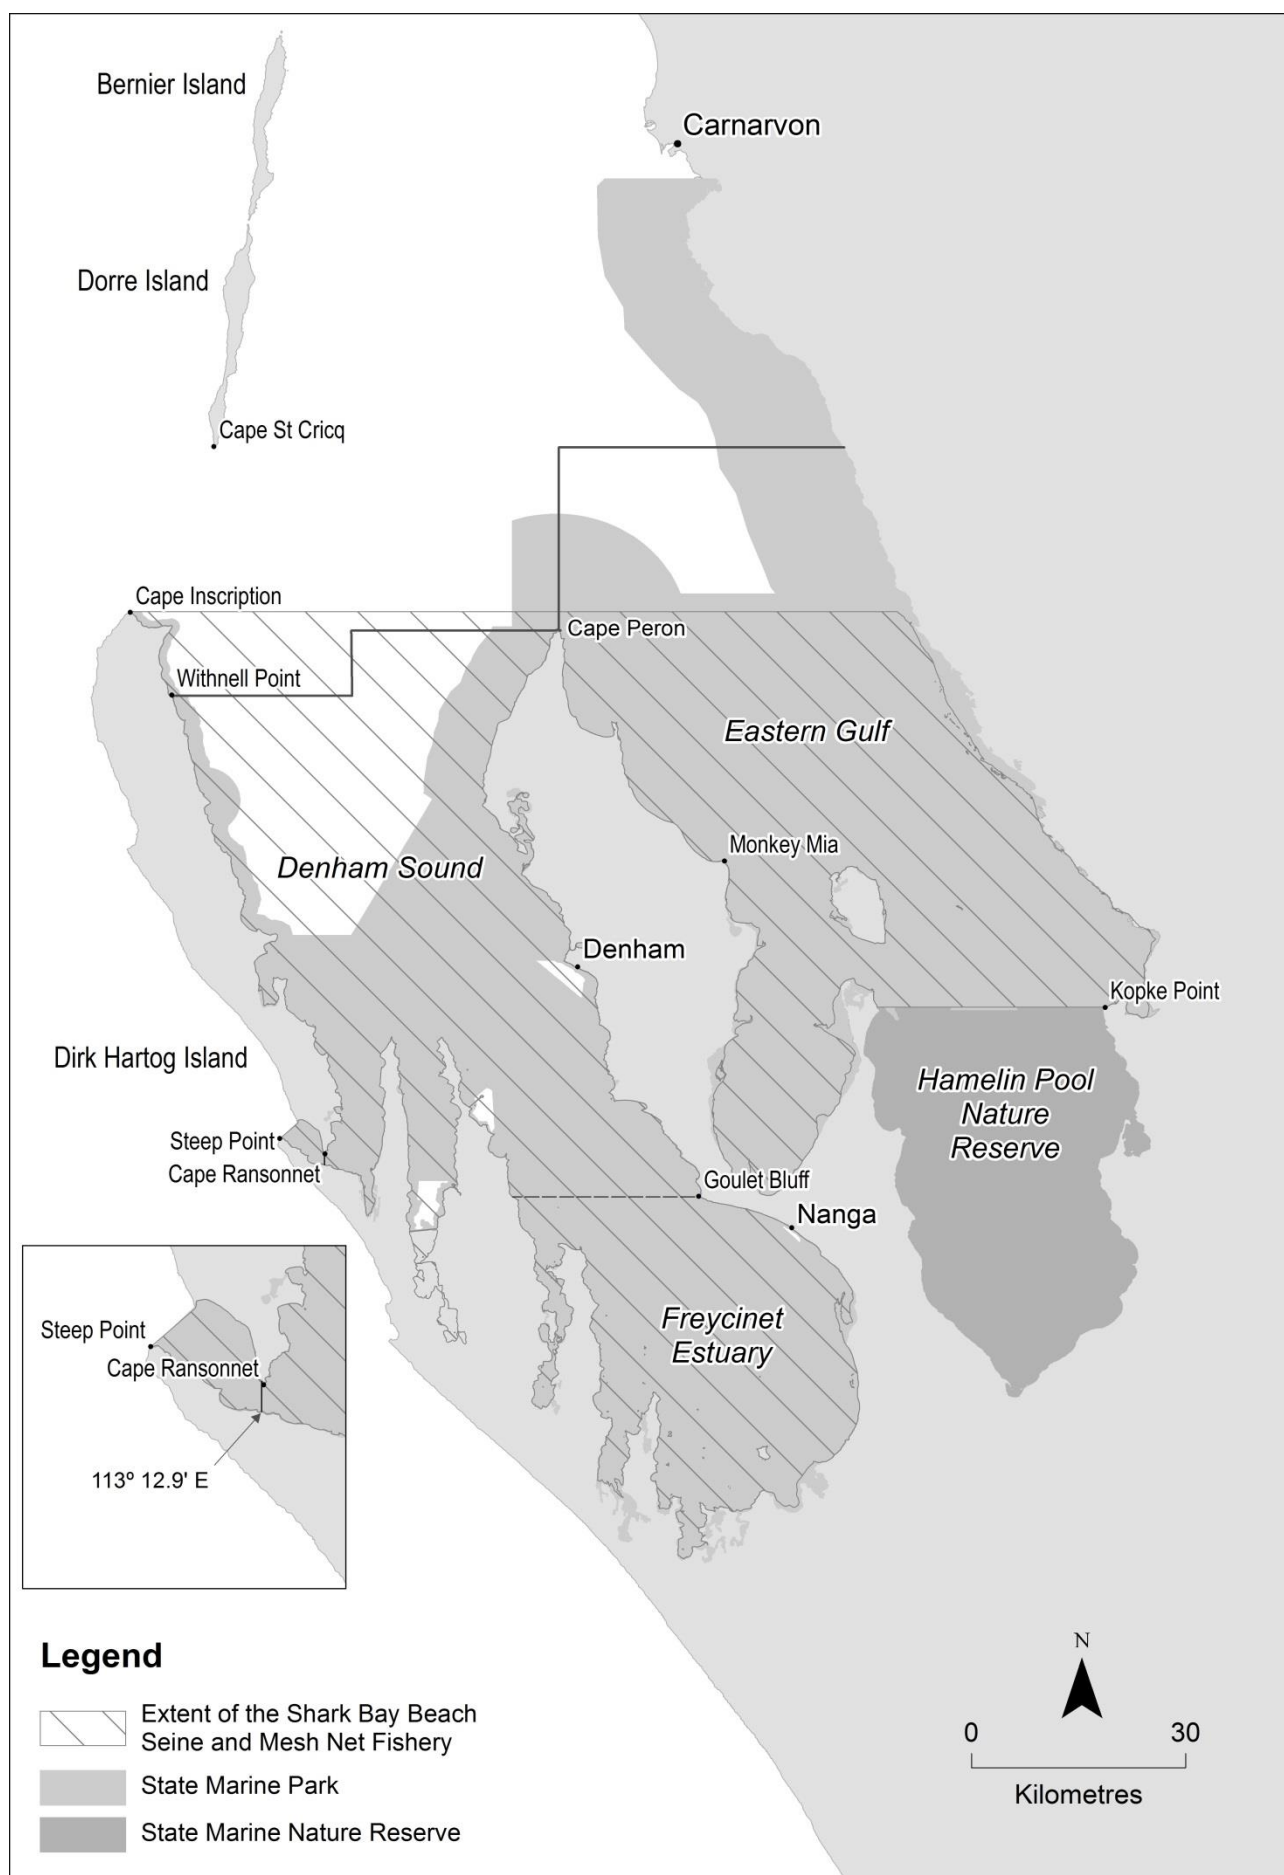 Bernier Island
Carnarvon
Dorre Island
Cape St Cricq
Cape Inscription
Cape Peron
Withnell Point
Eastern Gulf
Monkey Mia
Denham Sound
Denham
Kopke Point
Dirk Hartog Island
Hamelin Pool
Nature
Reserve
Steep Point
Cape Ransonnet
Goulet Bluff
Nanga
Freycinet
Estuary
Steep Point
Cape Ransonnet
113º 12.9' E
Legend
Extent of the Shark Bay Beach
Seine and Mesh Net Fishery
State Marine Park
State Marine Nature Reserve
N
0 30
Kilometres